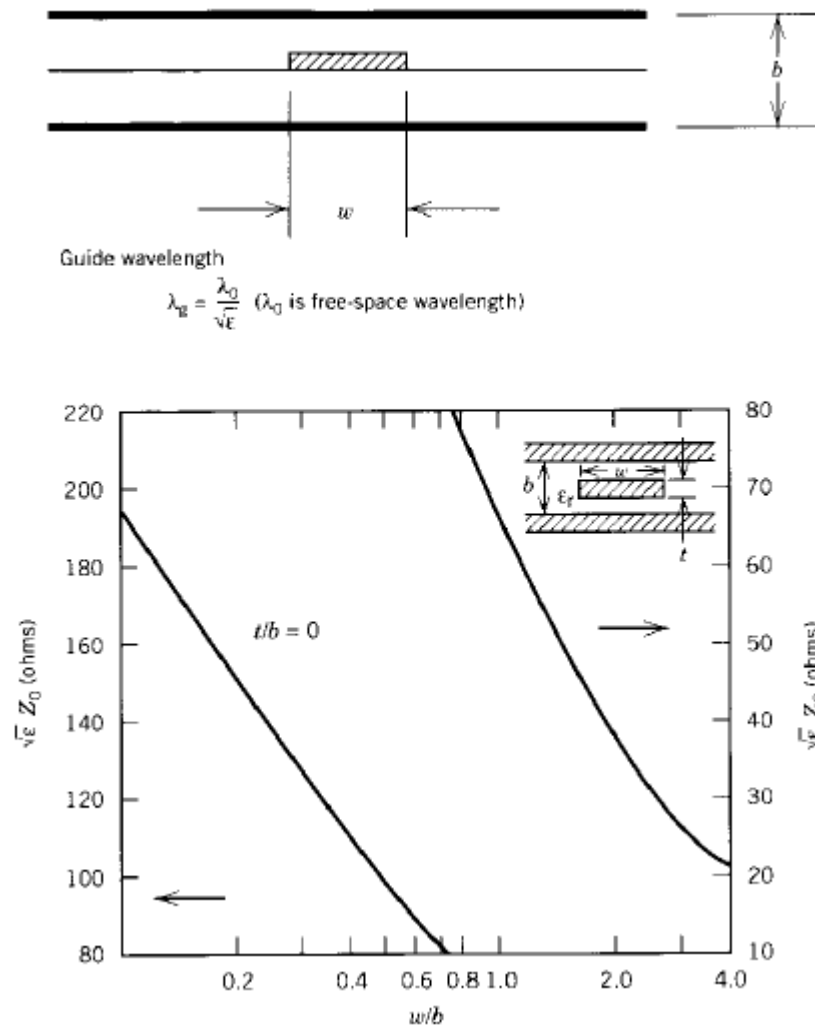 b
w
Guide wavelength
λg = λ0/√ε (λ0 is free-space wavelength)
220
200
180
160
140
120
100
80
√ε Z0 (ohms)
t/b = 0
w
b
εr
t
80
70
60
50
40
30
20
10
√ε Z0 (ohms)
0.2
0.4
0.6
0.8
1.0
2.0
4.0
w/b